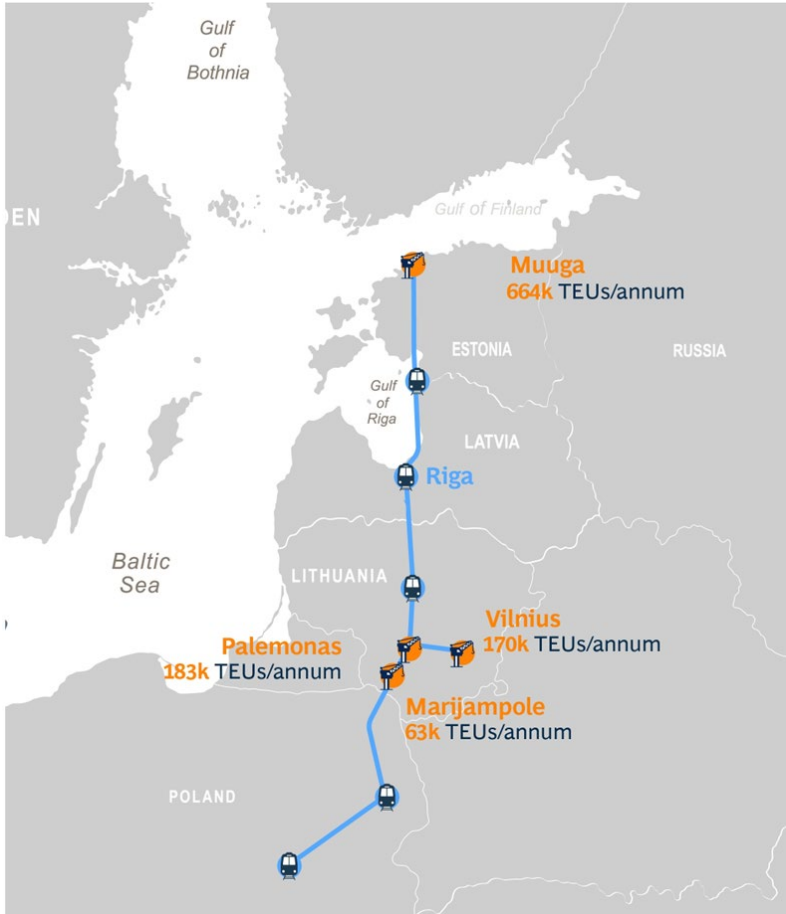 Gulf
of
Bothnia
DEN
Gulf of Finland
Muuga
664k TEUs/annum
ESTONIA
RUSSIA
Gulf
of
Riga
LATVIA
Riga
Baltic
Sea
LITHUANIA
Vilnius
170k TEUs/annum
Palemonas
183k TEUs/annum
Marijampole
63k TEUs/annum
POLAND